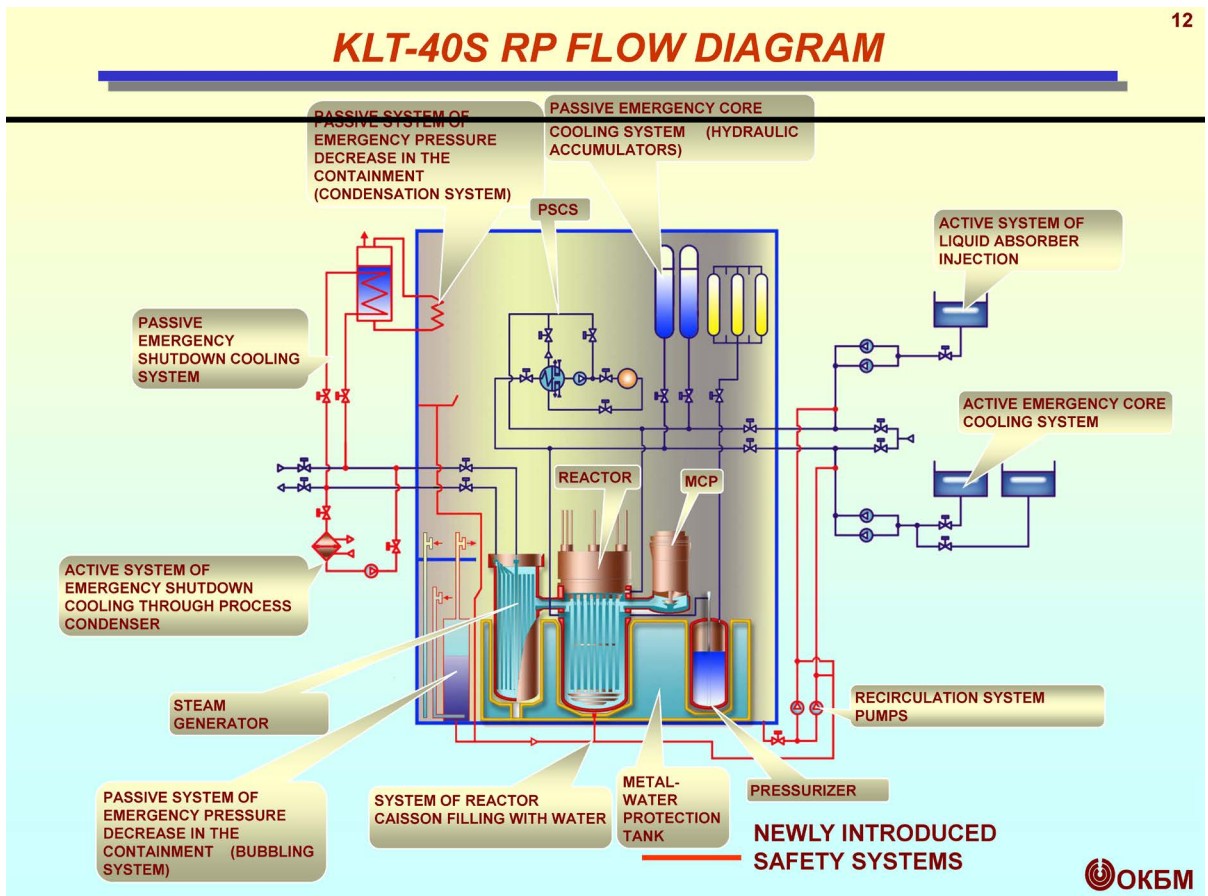 12
KLT-40S RP FLOW DIAGRAM
PASSIVE SYSTEM OF
EMERGENCY PRESSURE
DECREASE IN THE
CONTAINMENT
(CONDENSATION SYSTEM)
PASSIVE EMERGENCY CORE
COOLING SYSTEM (HYDRAULIC
ACCUMULATORS)
PSCS
ACTIVE SYSTEM OF
LIQUID ABSORBER
INJECTION
PASSIVE
EMERGENCY
SHUTDOWN COOLING
SYSTEM
ACTIVE EMERGENCY CORE
COOLING SYSTEM
REACTOR
MCP
ACTIVE SYSTEM OF
EMERGENCY SHUTDOWN
COOLING THROUGH PROCESS
CONDENSER
STEAM
GENERATOR
RECIRCULATION SYSTEM
PUMPS
PASSIVE SYSTEM OF
EMERGENCY PRESSURE
DECREASE IN THE
CONTAINMENT (BUBBLING
SYSTEM)
SYSTEM OF REACTOR
CAISSON FILLING WITH WATER
METAL-
WATER
PROTECTION
TANK
PRESSURIZER
NEWLY INTRODUCED
SAFETY SYSTEMS
ОКБМ